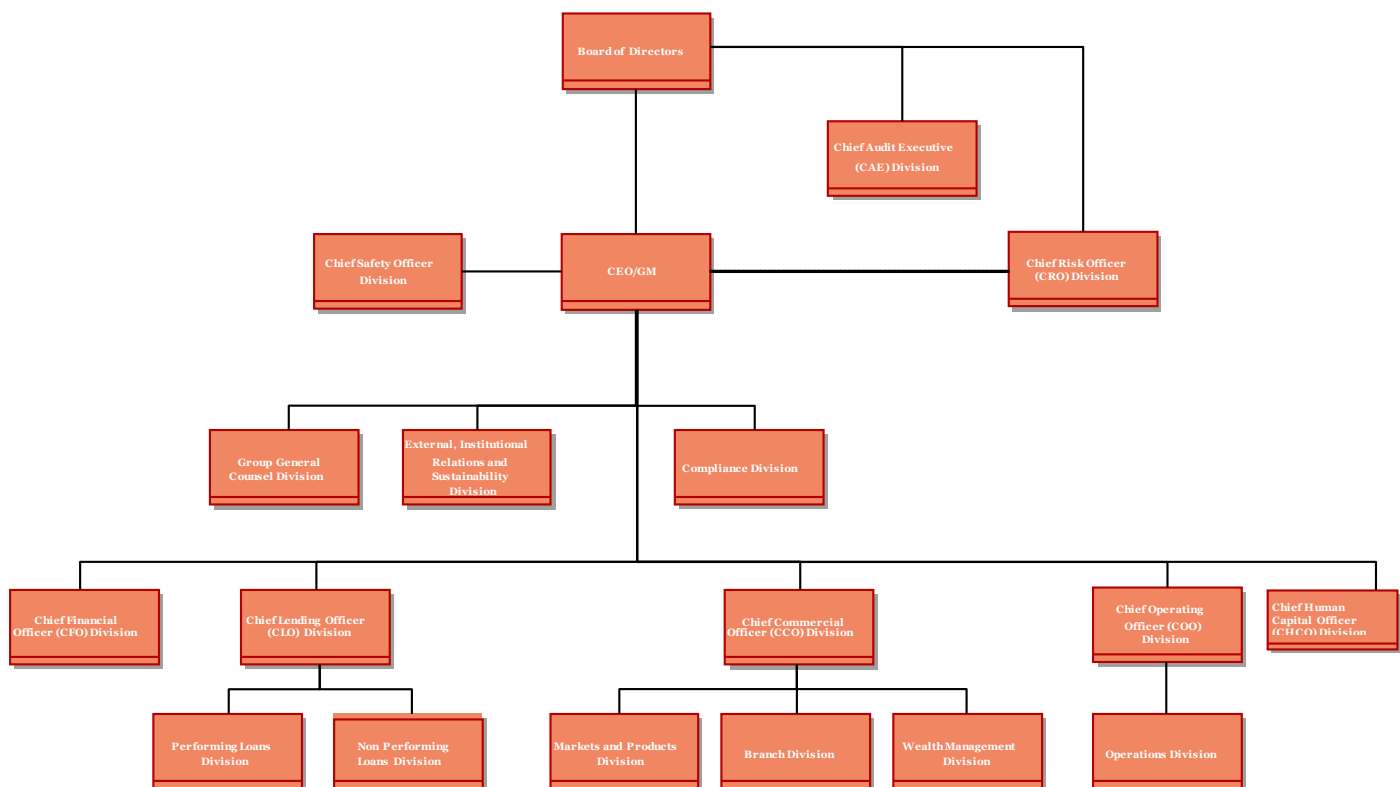 Board of Directors
Chief Audit Executive
(CAE) Division
Chief Safety Officer
Division
CEO/GM
Chief Risk Officer
(CRO) Division
Group General
Counsel Division
External, Institutional
Relations and
Sustainability
Division
Compliance Division
Chief Financial
Officer (CFO) Division
Chief Lending Officer
(CLO) Division
Chief Commercial
Officer (CCO) Division
Chief Operating
Officer (COO)
Division
Chief Human
Capital Officer
(CHCO) Division
Performing Loans
Division
Non Performing
Loans Division
Markets and Products
Division
Branch Division
Wealth Management
Division
Operations Division